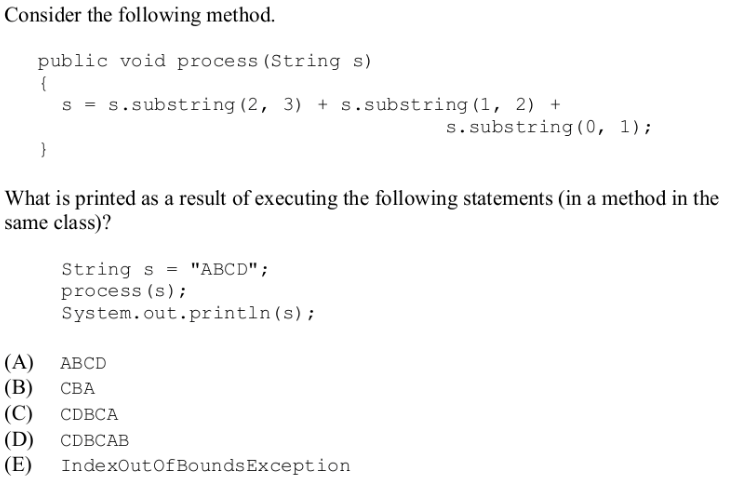 Consider the following method.
public void process(String s)
{
s = s.substring(2, 3) + s.substring(1, 2) +
s.substring(0, 1);
}
What is printed as a result of executing the following statements (in a method in the
same class)?
String s = "ABCD";
process(s);
System.out.println(s);
(A) ABCD
(B) CBA
(C) CDBCA
(D) CDBCAB
(E) IndexOutOfBoundsException